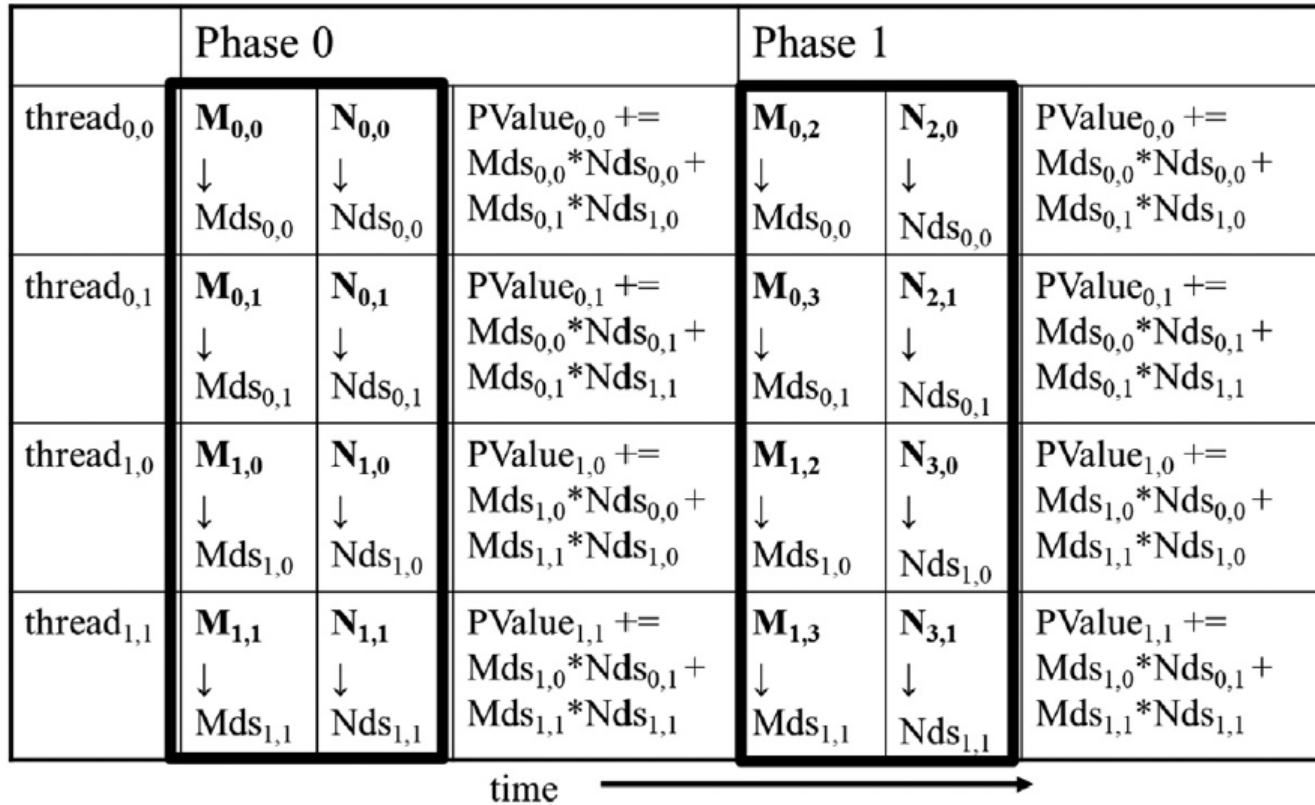 Phase 0 Phase 1
thread0,0 M0,0 N0,0 PValue0,0 += M0,2 N2,0 PValue0,0 +=
↓ ↓ Mds0,0*Nds0,0 + ↓ ↓ Mds0,0*Nds0,0 +
Mds0,0 Nds0,0 Mds0,1*Nds1,0 Mds0,0 Nds0,0 Mds0,1*Nds1,0
thread0,1 M0,1 N0,1 PValue0,1 += M0,3 N2,1 PValue0,1 +=
↓ ↓ Mds0,0*Nds0,1 + ↓ ↓ Mds0,0*Nds0,1 +
Mds0,1 Nds0,1 Mds0,1*Nds1,1 Mds0,1 Nds0,1 Mds0,1*Nds1,1
thread1,0 M1,0 N1,0 PValue1,0 += M1,2 N3,0 PValue1,0 +=
↓ ↓ Mds1,0*Nds0,0 + ↓ ↓ Mds1,0*Nds0,0 +
Mds1,0 Nds1,0 Mds1,1*Nds1,0 Mds1,0 Nds1,0 Mds1,1*Nds1,0
thread1,1 M1,1 N1,1 PValue1,1 += M1,3 N3,1 PValue1,1 +=
↓ ↓ Mds1,0*Nds0,1 + ↓ ↓ Mds1,0*Nds0,1 +
Mds1,1 Nds1,1 Mds1,1*Nds1,1 Mds1,1 Nds1,1 Mds1,1*Nds1,1
time